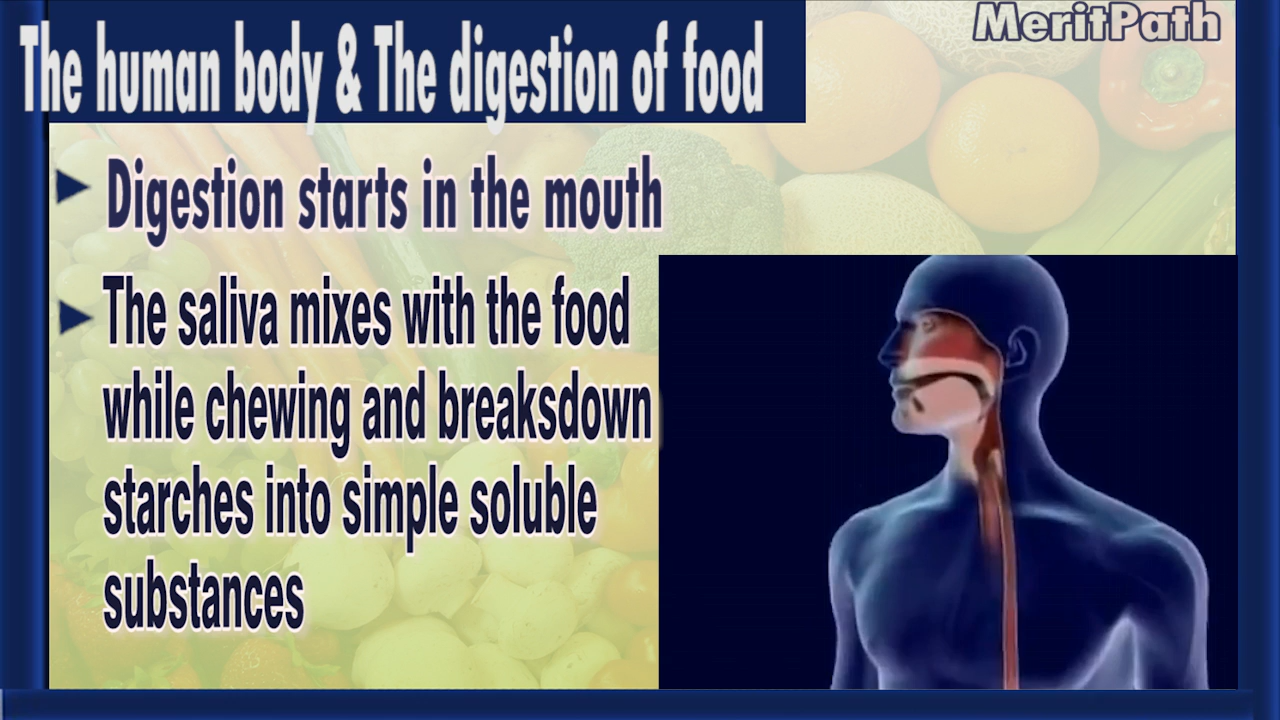 The human body & The digestion of food
MeritPath
Digestion starts in the mouth
The saliva mixes with the food
while chewing and breaksdown
starches into simple soluble
substances